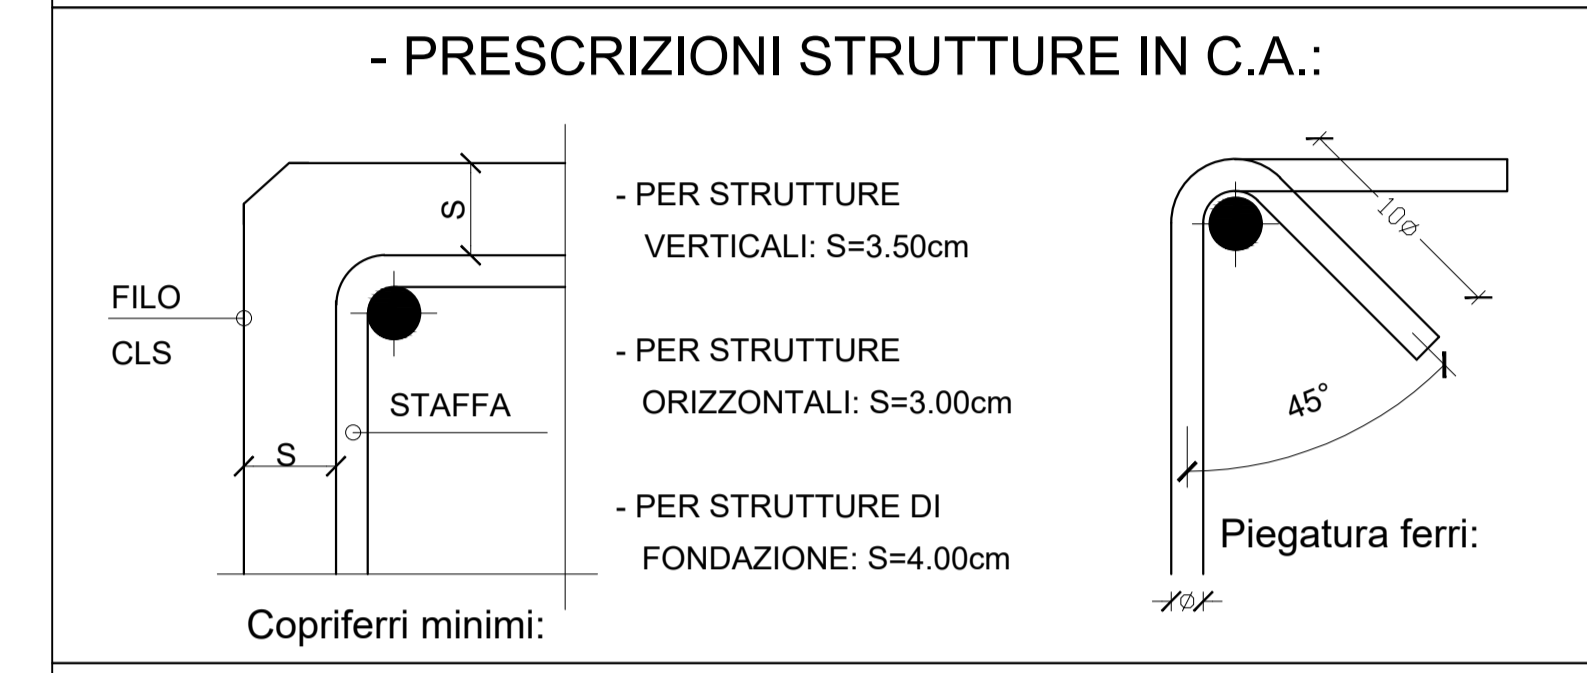 - PRESCRIZIONI STRUTTURE IN C.A.:
S
FILO
CLS
STAFFA
S
Copriferri minimi:
- PER STRUTTURE
VERTICALI: S=3.50cm
- PER STRUTTURE
ORIZZONTALI: S=3.00cm
- PER STRUTTURE DI
FONDAZIONE: S=4.00cm
10Ø
45°
Piegatura ferri:
Ø